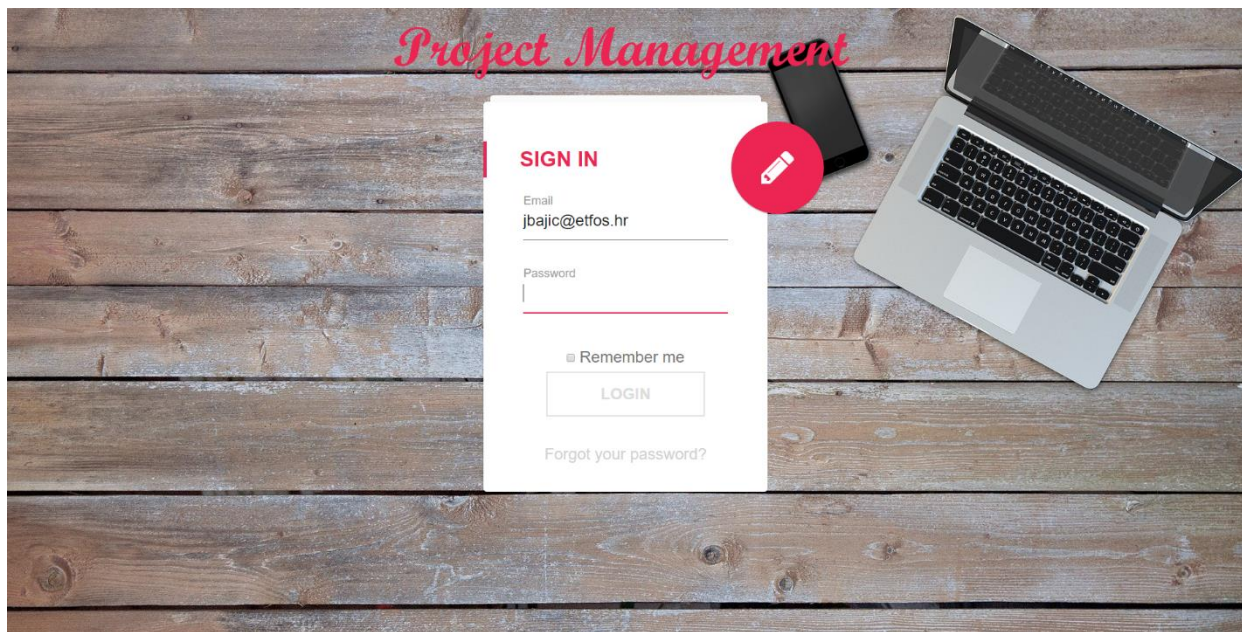 Project Management
SIGN IN
Email
jbajic@etfos.hr
Password
Remember me
LOGIN
Forgot your password?